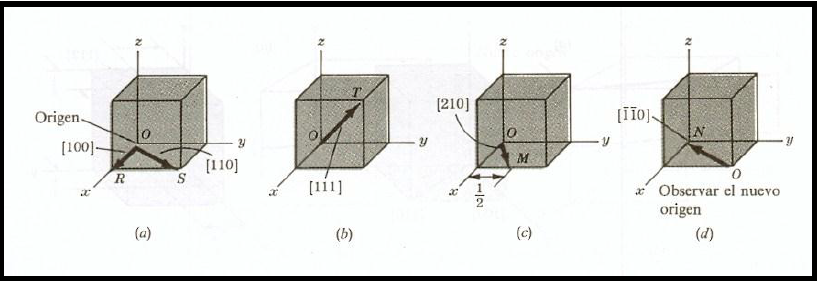 z
Origen
O
[100]
[110]
y
x
R
S
(a)
z
T
O
y
[111]
x
(b)
z
[210]
O
y
M
x
1/2
(c)
z
[1̄1̄0]
N
y
O
x
Observar el nuevo
origen
(d)